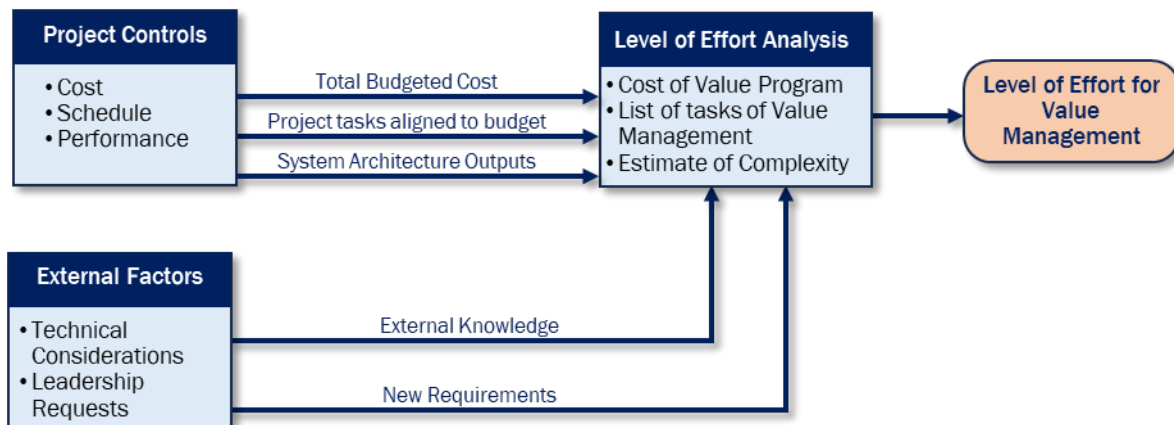 Project Controls
• Cost
• Schedule
• Performance
Total Budgeted Cost
Project tasks aligned to budget
System Architecture Outputs
Level of Effort Analysis
• Cost of Value Program
• List of tasks of Value
Management
• Estimate of Complexity
Level of Effort for
Value
Management
External Factors
• Technical
Considerations
• Leadership
Requests
External Knowledge
New Requirements